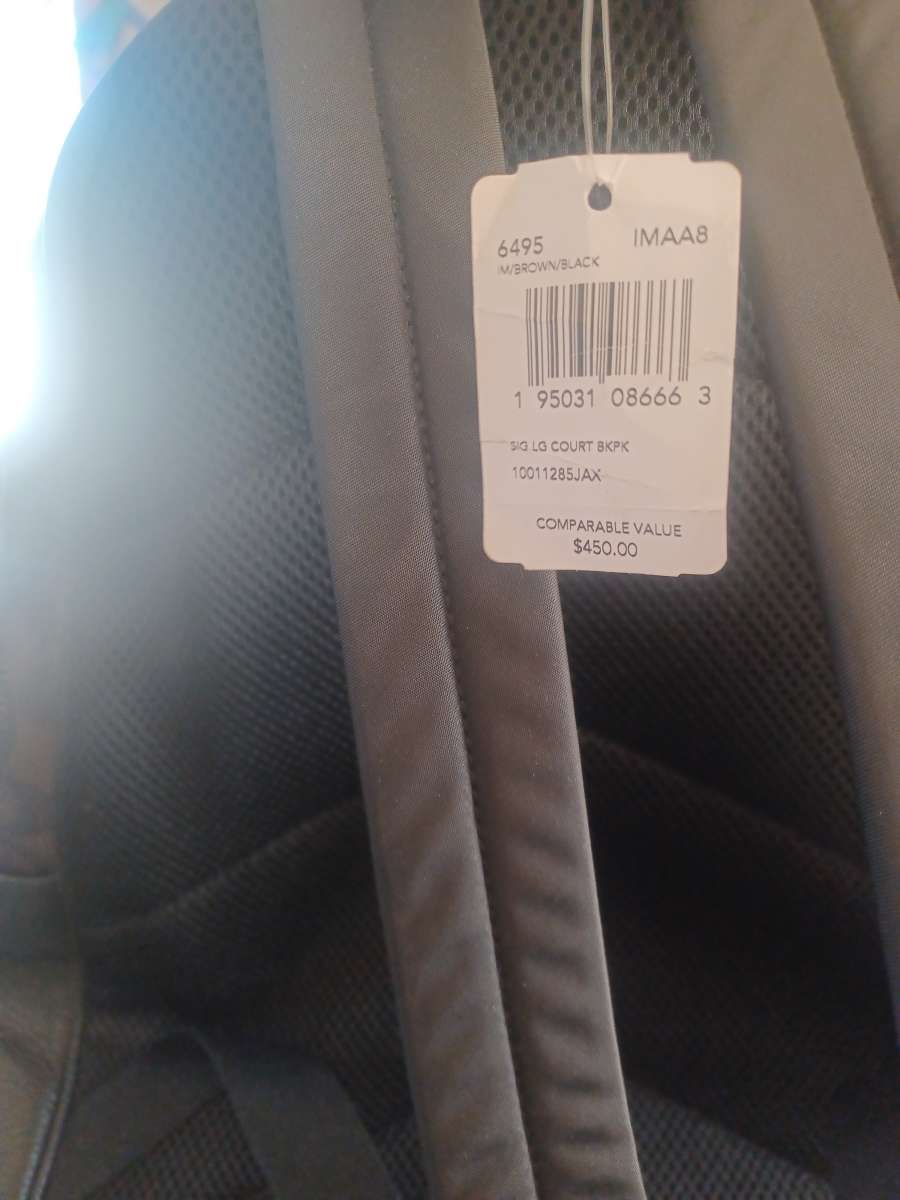 6495 IMAA8
IM/BROWN/BLACK
1 95031 08666 3
SIG LG COURT BKPK
10011285JAX
COMPARABLE VALUE
$450.00